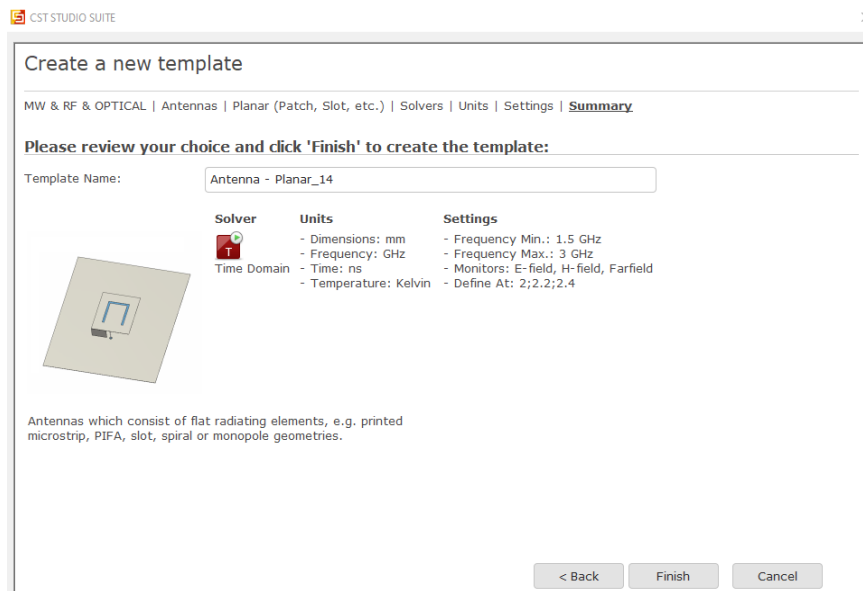 CST STUDIO SUITE
Create a new template
MW & RF & OPTICAL | Antennas | Planar (Patch, Slot, etc.) | Solvers | Units | Settings | Summary
Please review your choice and click 'Finish' to create the template:
Template Name: Antenna - Planar_14
Solver Units Settings
- Dimensions: mm - Frequency Min.: 1.5 GHz
T - Frequency: GHz - Frequency Max.: 3 GHz
Time Domain - Time: ns - Monitors: E-field, H-field, Farfield
- Temperature: Kelvin - Define At: 2;2.2;2.4
Antennas which consist of flat radiating elements, e.g. printed
microstrip, PIFA, slot, spiral or monopole geometries.
< Back Finish Cancel